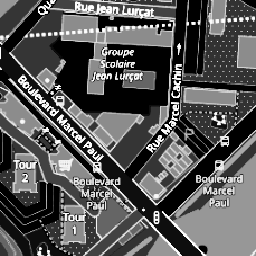 Qu
Rue Jean Lurçat
Groupe
Scolaire
Jean Lurçat
Boulevard Marcel Paul
Rue Marcel Cachin
Boulevard
Marcel
Paul
Boulevard
Marcel
Paul
Tour
2
Tour
1